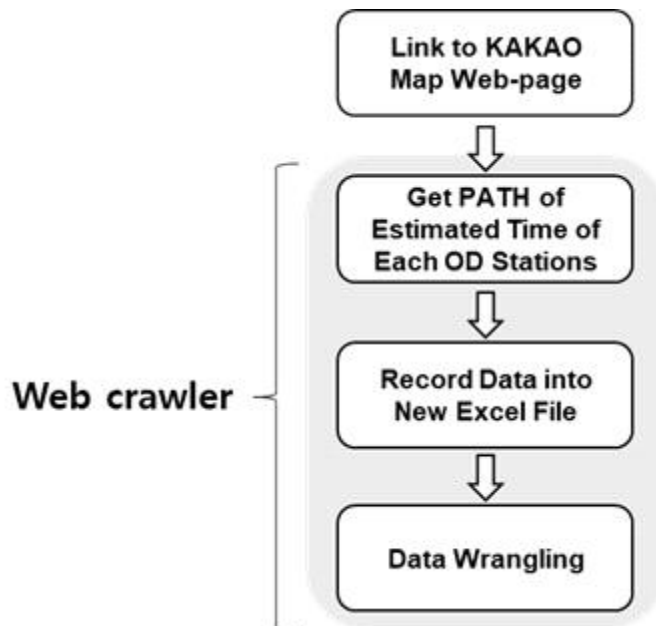 Link to KAKAO
Map Web-page
Get PATH of
Estimated Time of
Each OD Stations
Web crawler
Record Data into
New Excel File
Data Wrangling